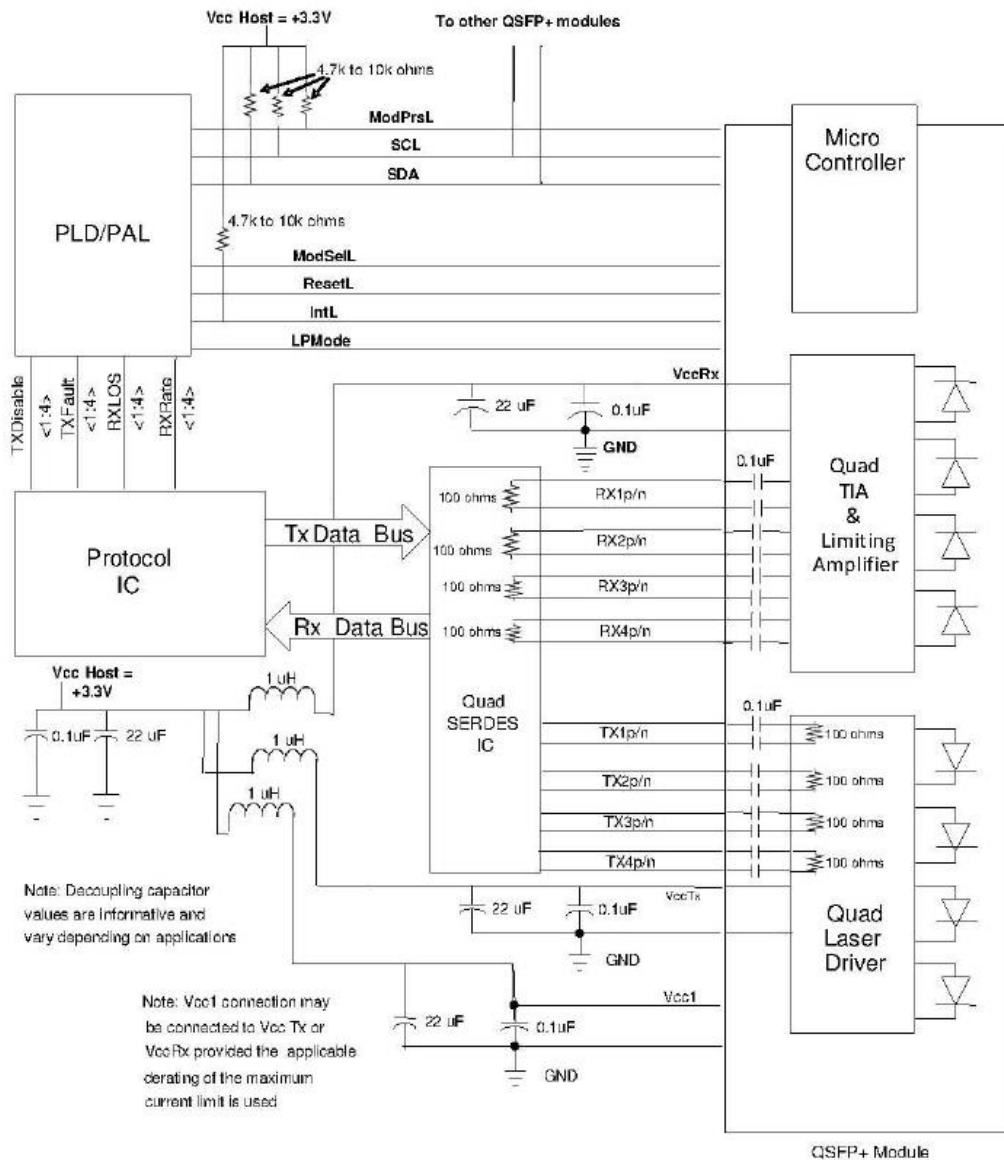 Vcc Host = +3.3V
To other QSFP+ modules
4.7k to 10k ohms
ModPrsL
SCL
SDA
Micro
Controller
PLD/PAL
4.7k to 10k ohms
ModSelL
ResetL
IntL
LPMode
TXDisable
<1:4>
TXFault
<1:4>
RXLOS
<1:4>
RXRate
<1:4>
VccRx
22 uF
0.1uF
GND
0.1uF
Quad
TIA
&
Limiting
Amplifier
100 ohms
RX1p/n
100 ohms
RX2p/n
100 ohms
RX3p/n
100 ohms
RX4p/n
Tx Data Bus
Protocol
IC
Rx Data Bus
Vcc Host =
+3.3V
0.1uF
22 uF
1 uH
1 uH
1 uH
Quad
SERDES
IC
0.1uF
TX1p/n
100 ohms
TX2p/n
100 ohms
TX3p/n
100 ohms
TX4p/n
100 ohms
Note: Decoupling capacitor
values are informative and
vary depending on applications
VccTx
22 uF
0.1uF
GND
Quad
Laser
Driver
Note: Vcc1 connection may
be connected to Vcc Tx or
VccRx provided the applicable
derating of the maximum
current limit is used
Vcc1
22 uF
0.1uF
GND
QSFP+ Module